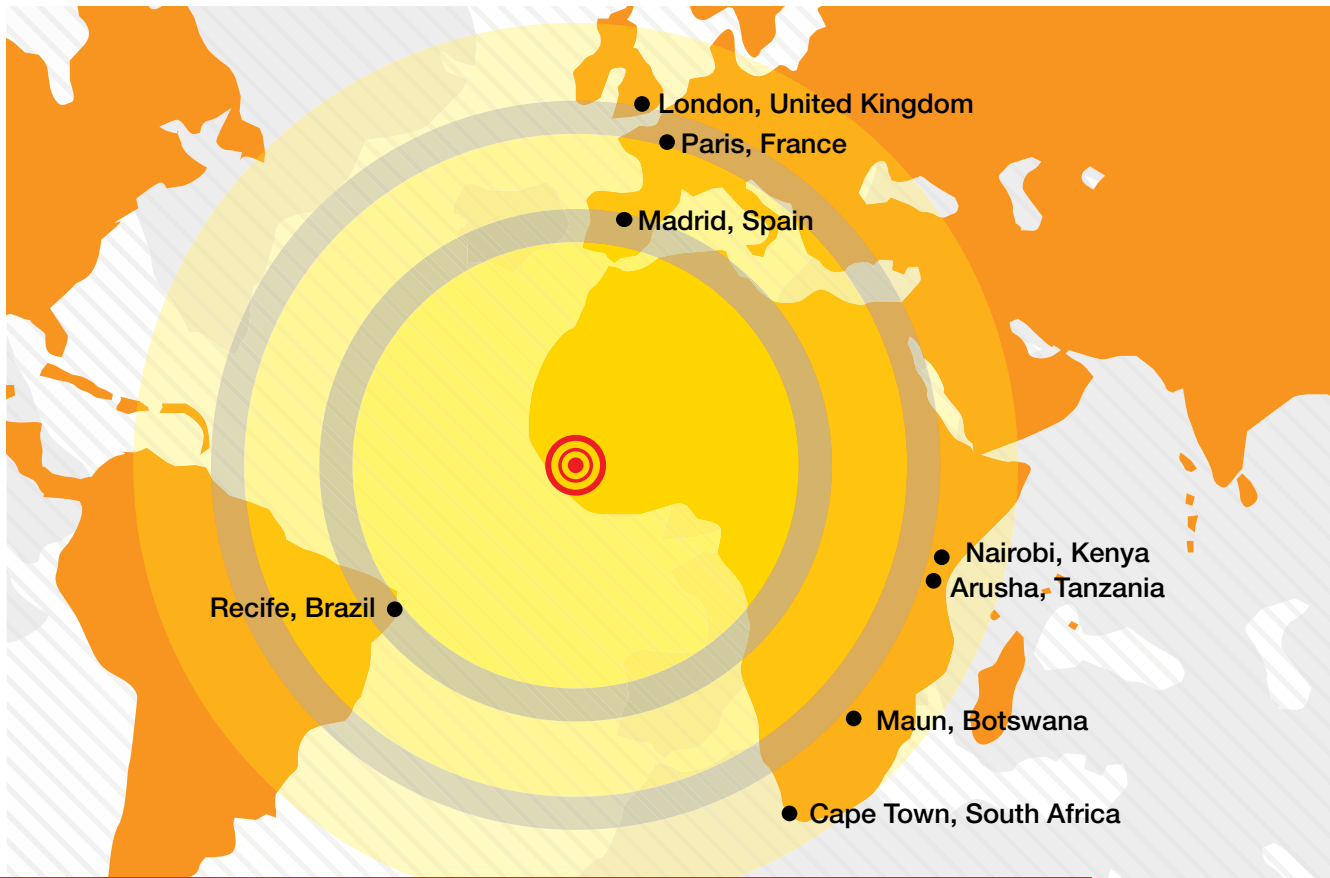 London, United Kingdom
Paris, France
Madrid, Spain
Nairobi, Kenya
Arusha, Tanzania
Recife, Brazil
Maun, Botswana
Cape Town, South Africa